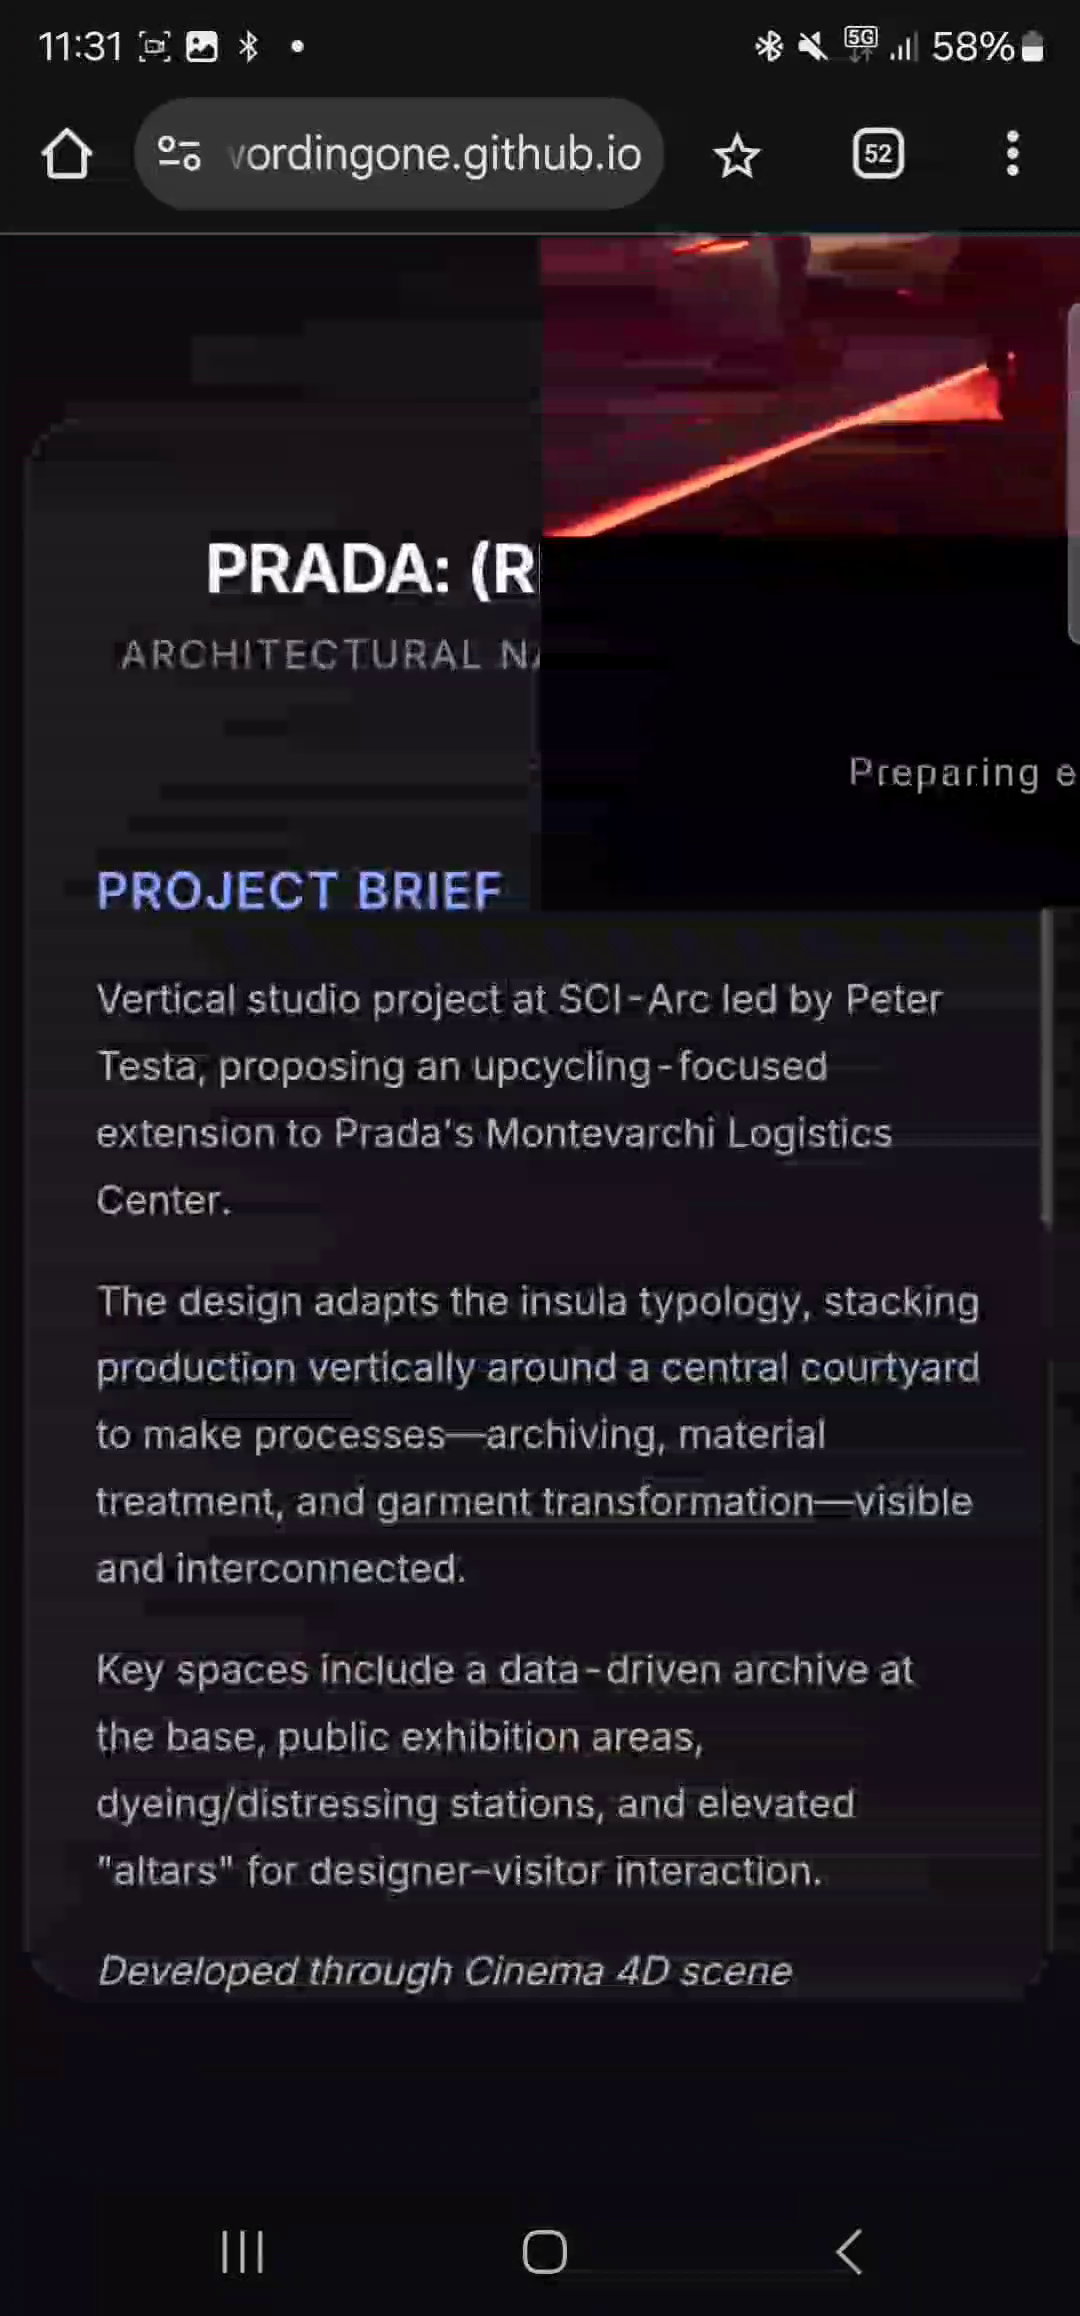 11:31
5G
58%
vordingone.github.io
52
PRADA: (R
ARCHITECTURAL NA
Preparing e
PROJECT BRIEF
Vertical studio project at SCI-Arc led by Peter
Testa, proposing an upcycling-focused
extension to Prada's Montevarchi Logistics
Center.
The design adapts the insula typology, stacking
production vertically around a central courtyard
to make processes—archiving, material
treatment, and garment transformation—visible
and interconnected.
Key spaces include a data-driven archive at
the base, public exhibition areas,
dyeing/distressing stations, and elevated
"altars" for designer–visitor interaction.
Developed through Cinema 4D scene